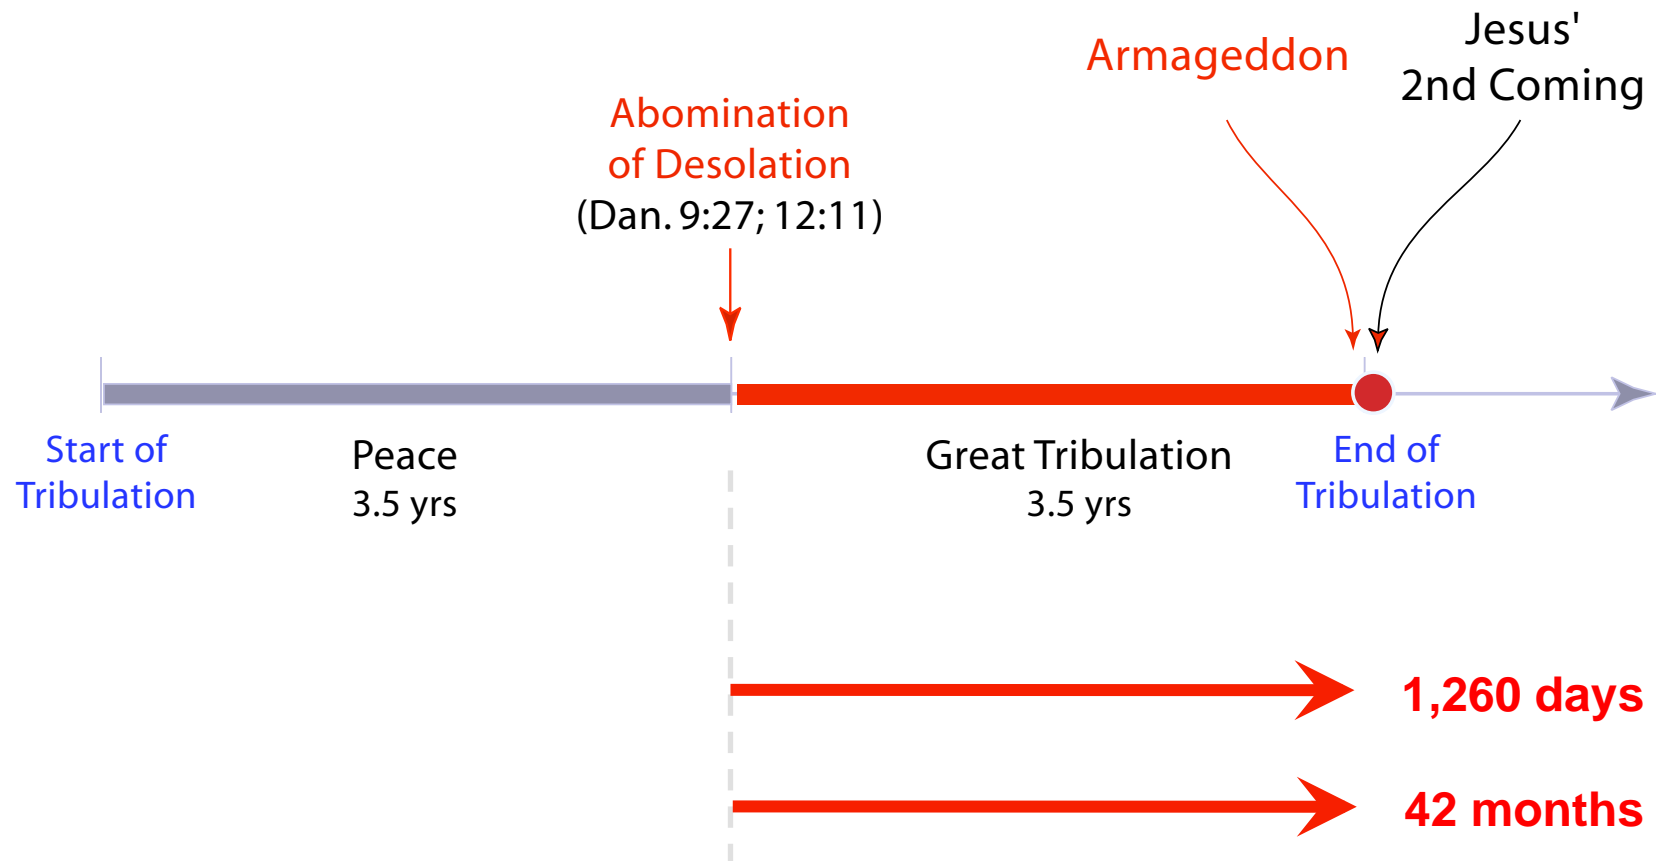 Jesus'
2nd Coming
Armageddon
Abomination
of Desolation
(Dan. 9:27; 12:11)
Start of
Tribulation
Peace
3.5 yrs
Great Tribulation
3.5 yrs
End of
Tribulation
1,260 days
42 months